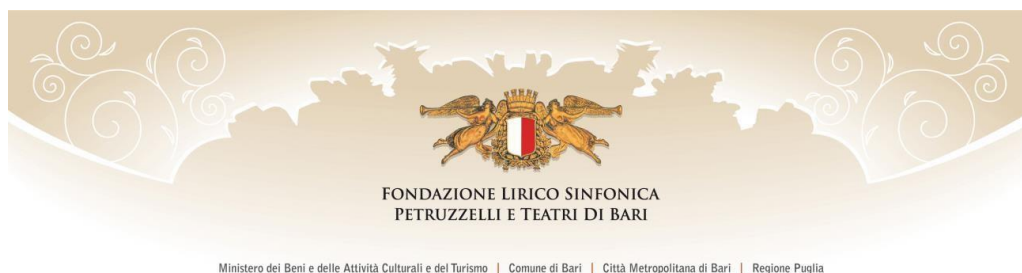 FONDAZIONE LIRICO SINFONICA
PETRUZZELLI E TEATRI DI BARI
Ministero dei Beni e delle Attività Culturali e del Turismo | Comune di Bari | Città Metropolitana di Bari | Regione Puglia